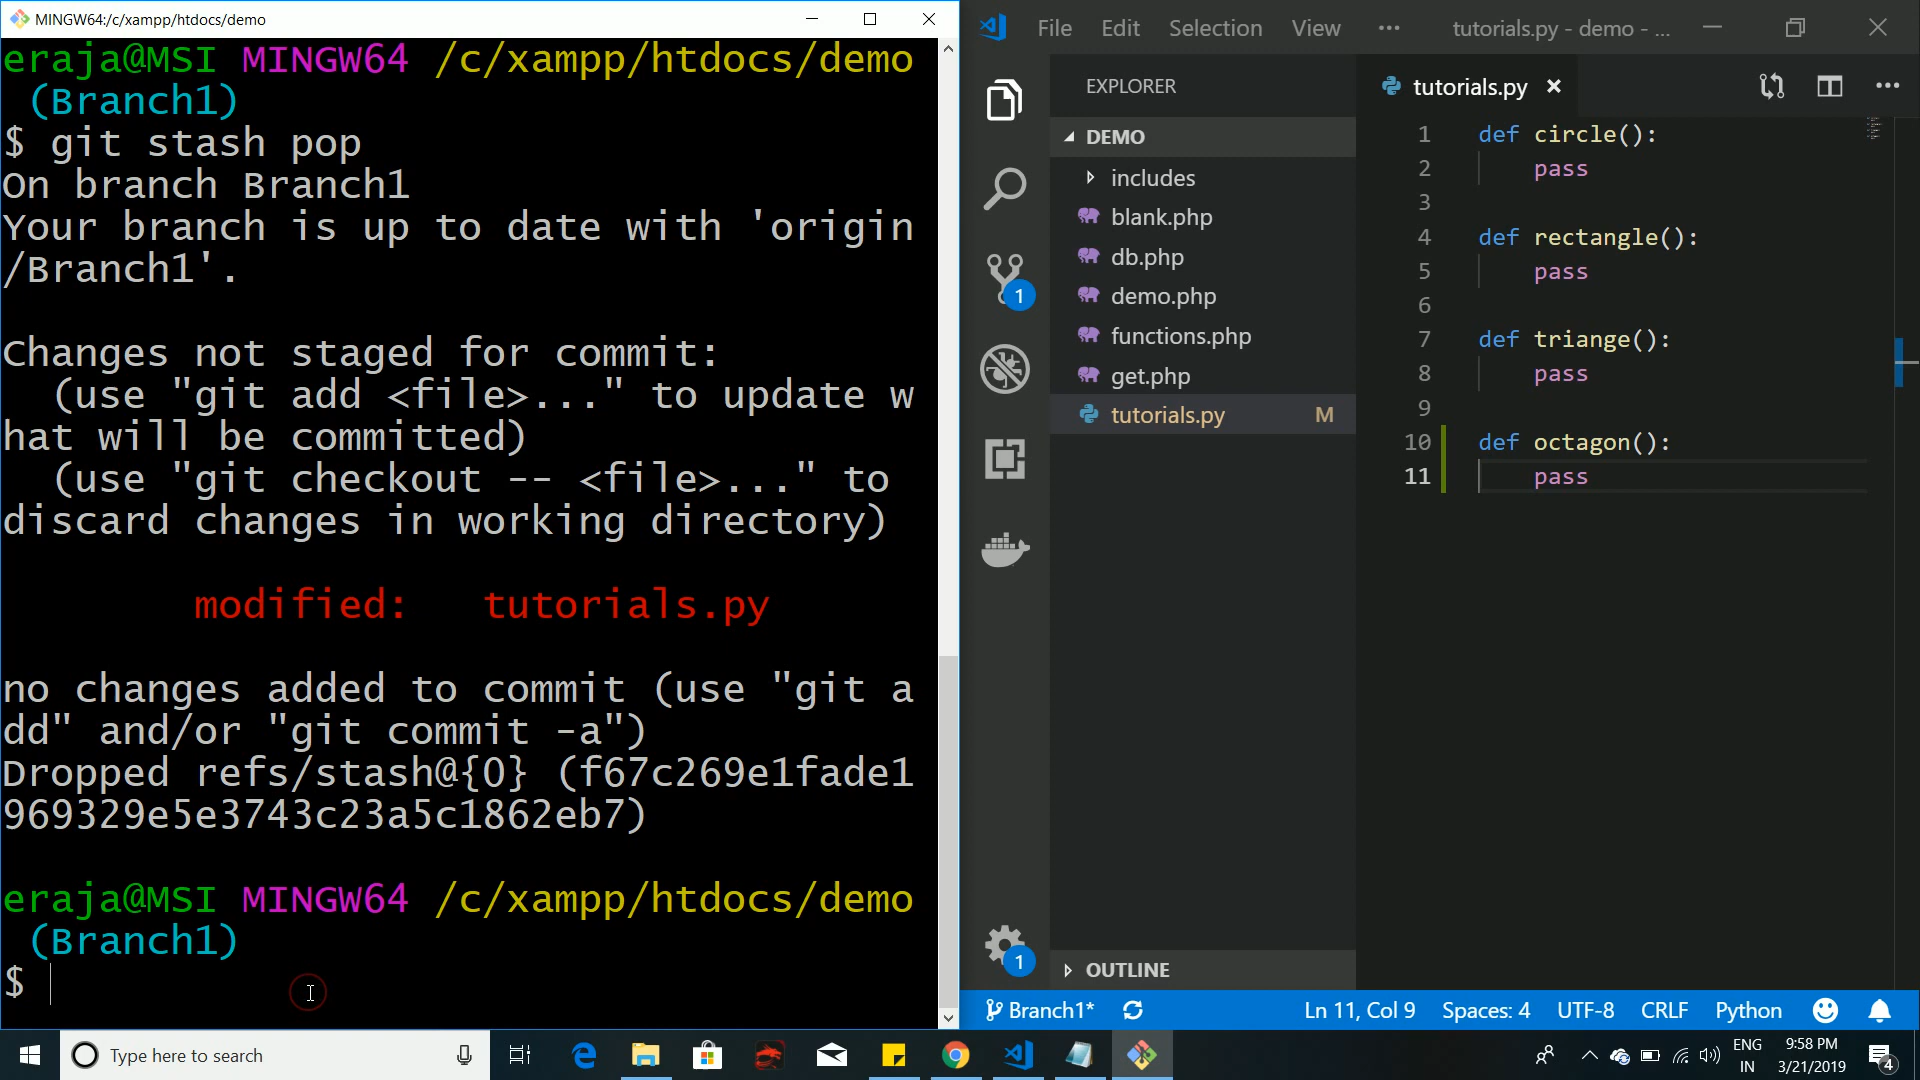 MINGW64:/c/xampp/htdocs/demo
eraja@MSI MINGW64 /c/xampp/htdocs/demo
(Branch1)
$ git stash pop
On branch Branch1
Your branch is up to date with 'origin
/Branch1'.
Changes not staged for commit:
(use "git add <file>..." to update w
hat will be committed)
(use "git checkout -- <file>..." to
discard changes in working directory)
modified: tutorials.py
no changes added to commit (use "git a
dd" and/or "git commit -a")
Dropped refs/stash@{0} (f67c269e1fade1
969329e5e3743c23a5c1862eb7)
eraja@MSI MINGW64 /c/xampp/htdocs/demo
(Branch1)
$
File Edit Selection View ··· tutorials.py - demo - ...
EXPLORER
DEMO
includes
blank.php
db.php
demo.php
functions.php
get.php
tutorials.py M
OUTLINE
1
1
tutorials.py
1 def circle():
2 pass
3
4 def rectangle():
5 pass
6
7 def triange():
8 pass
9
10 def octagon():
11 pass
Branch1* Ln 11, Col 9 Spaces: 4 UTF-8 CRLF Python
Type here to search
ENG
IN
9:58 PM
3/21/2019
4